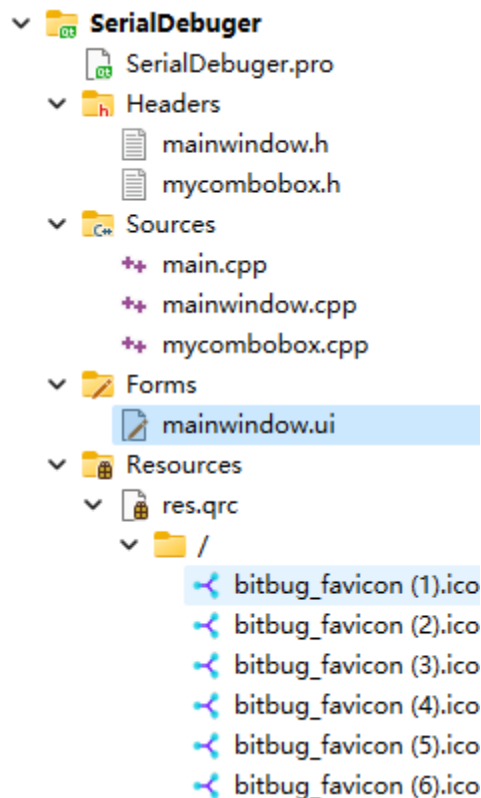 SerialDebuger
SerialDebuger.pro
Headers
mainwindow.h
mycombobox.h
Sources
main.cpp
mainwindow.cpp
mycombobox.cpp
Forms
mainwindow.ui
Resources
res.qrc
/
bitbug_favicon (1).ico
bitbug_favicon (2).ico
bitbug_favicon (3).ico
bitbug_favicon (4).ico
bitbug_favicon (5).ico
bitbug_favicon (6).ico